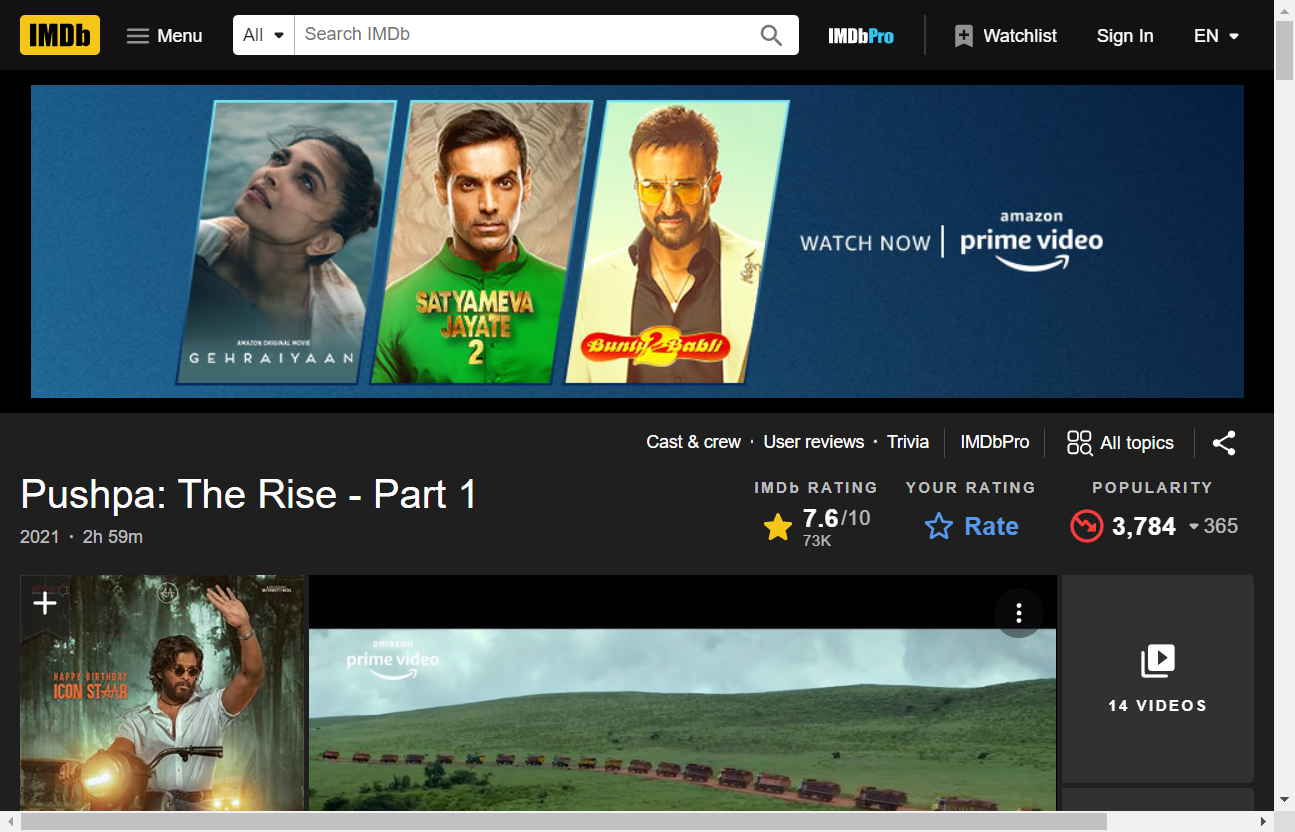 IMDb
Menu
All
Search IMDb
IMDbPro
Watchlist
Sign In
EN
AMAZON ORIGINAL MOVIE
GEHRAIYAAN
SATYAMEVA
JAYATE
2
Bunty 2 Babli
WATCH NOW
amazon
prime video
Cast & crew · User reviews · Trivia
IMDbPro
All topics
Pushpa: The Rise - Part 1
2021 · 2h 59m
IMDb RATING
7.6/10
73K
YOUR RATING
Rate
POPULARITY
3,784
365
HAPPY BIRTHDAY
ICON STAAR
amazon
prime video
14 VIDEOS